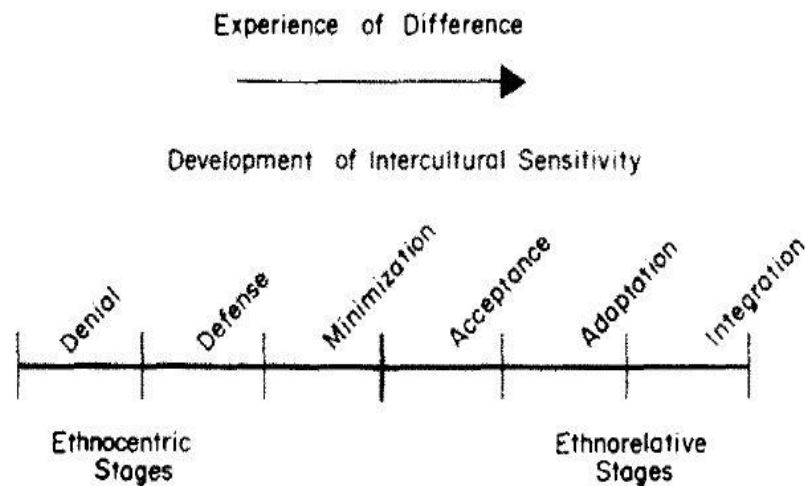 Experience of Difference
Development of Intercultural Sensitivity
Denial
Defense
Minimization
Acceptance
Adaptation
Integration
Ethnocentric
Stages
Ethnorelative
Stages